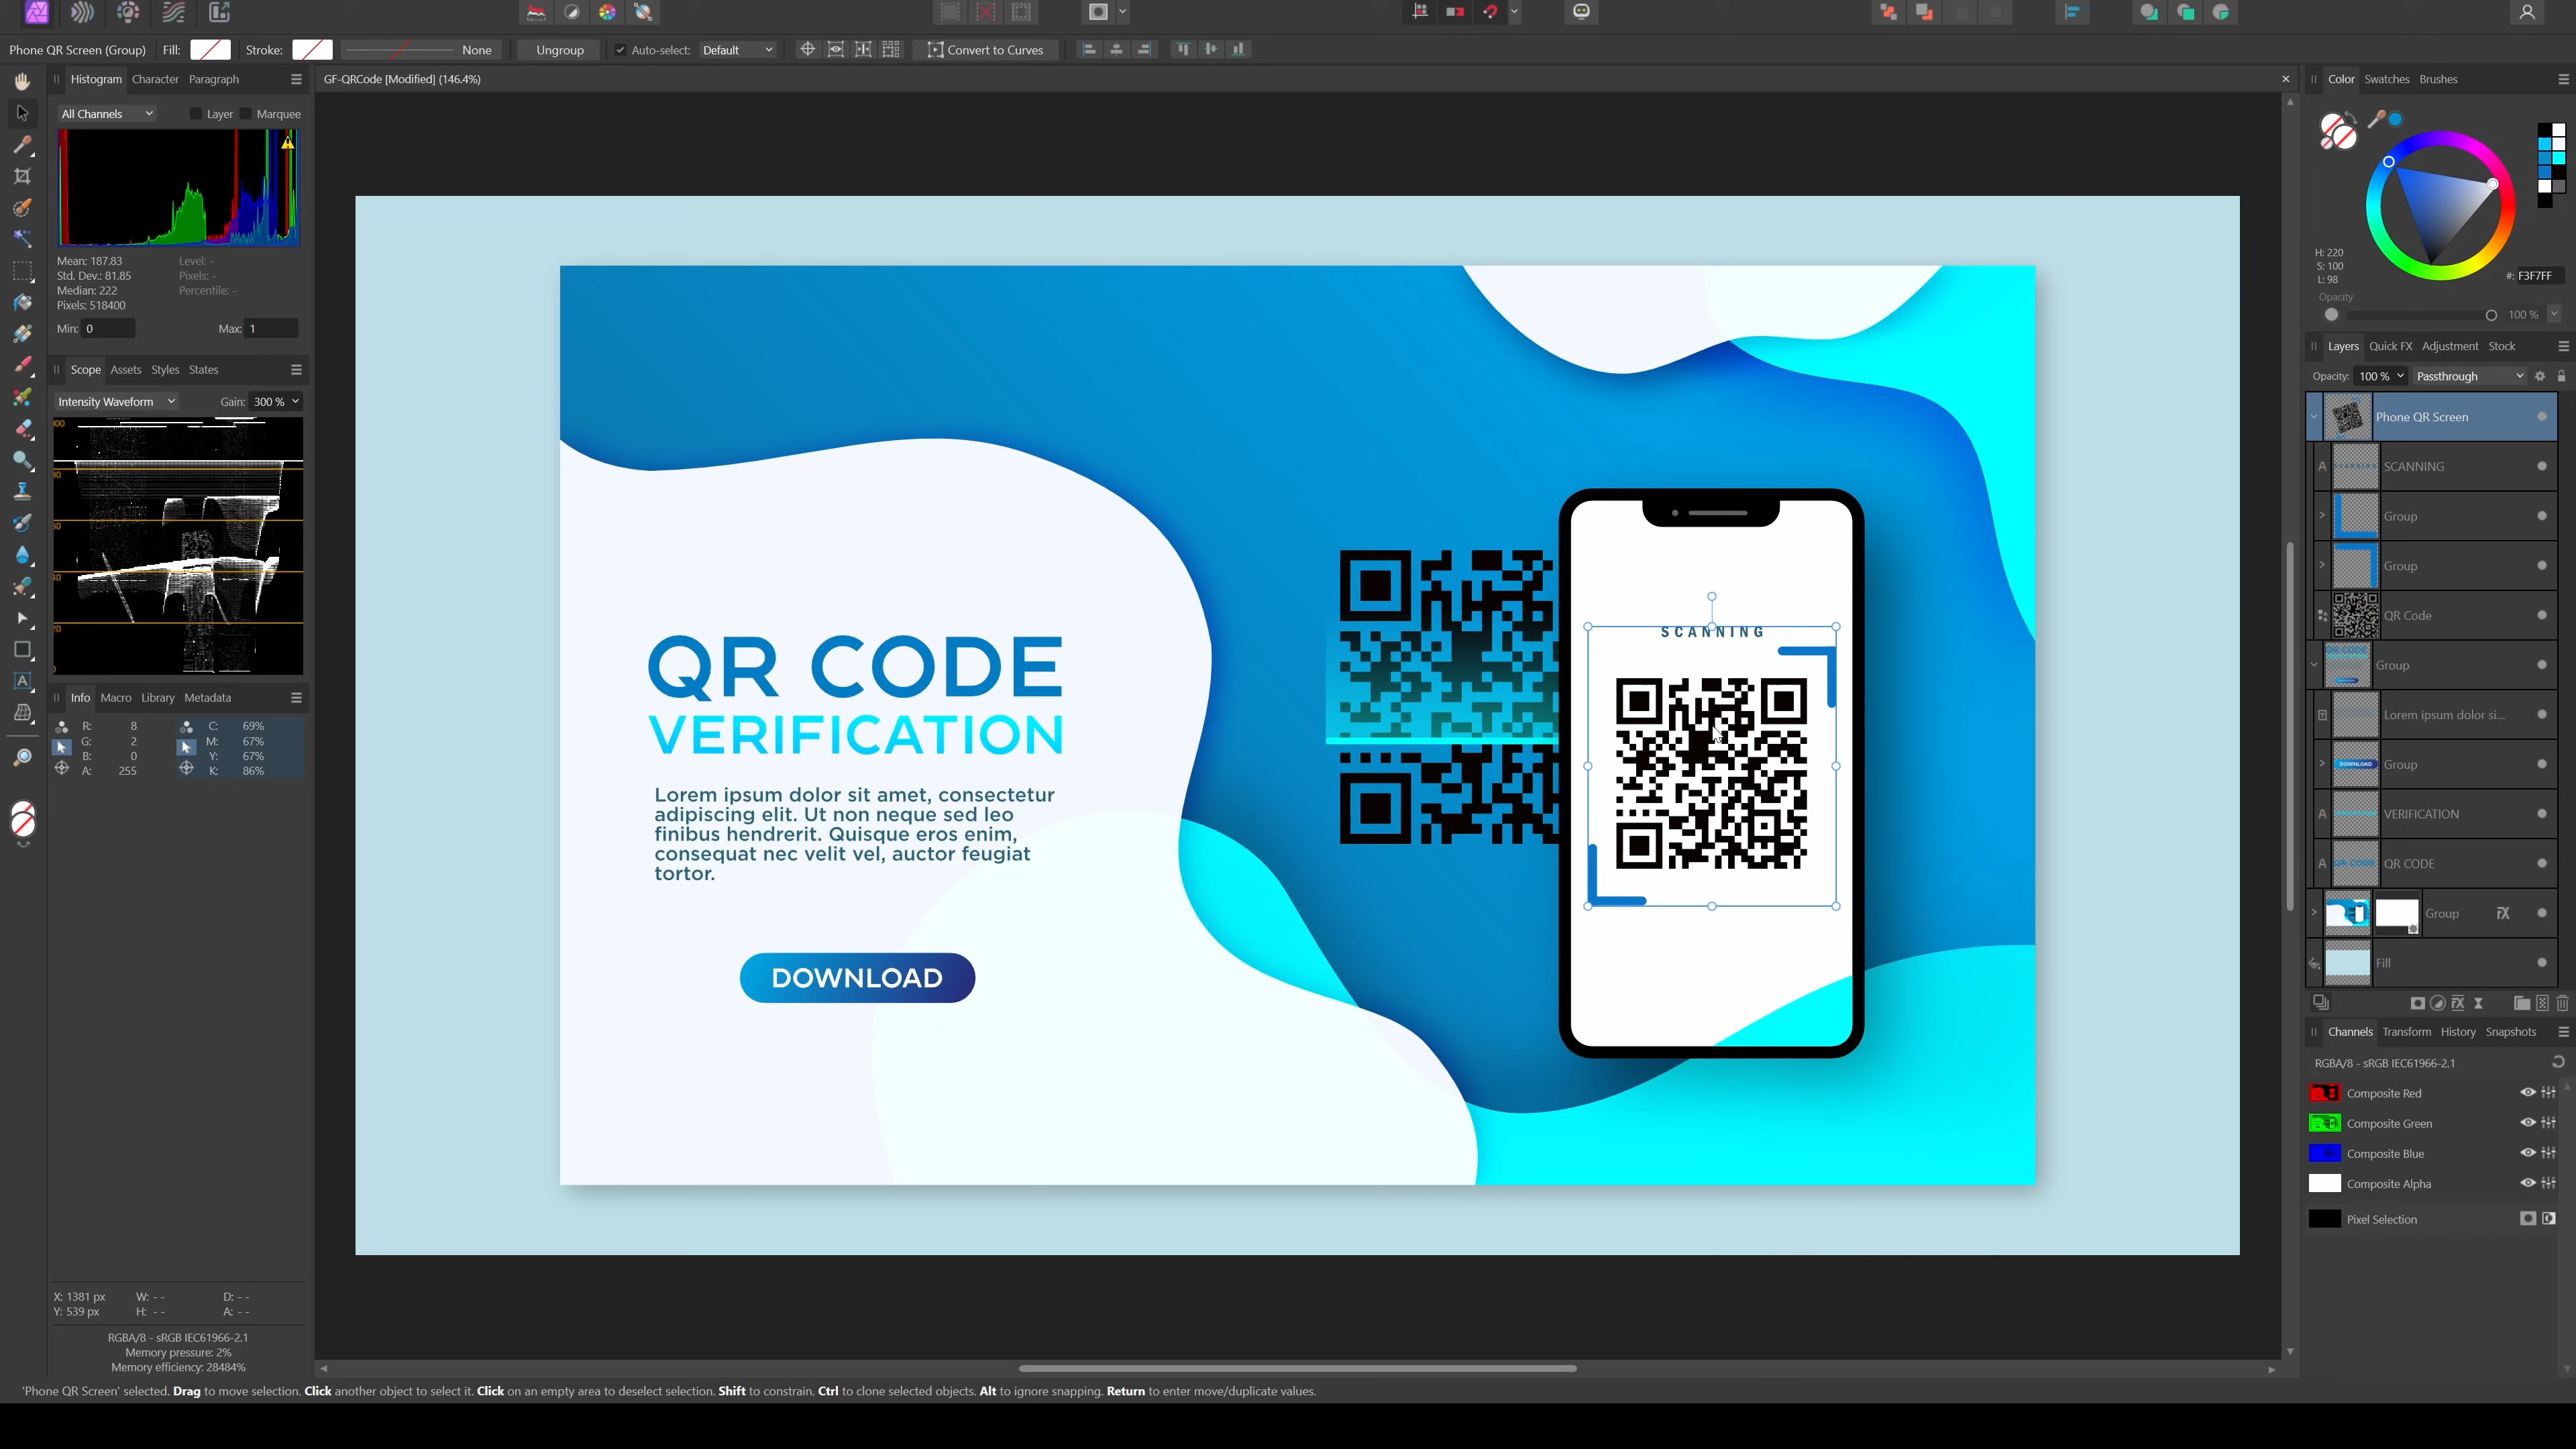 Phone QR Screen (Group) Fill: Stroke: None Ungroup Auto-select: Default Convert to Curves
Histogram Character Paragraph
All Channels Layer Marquee
Mean: 187.83 Level: -
Std. Dev.: 81.85 Pixels: -
Median: 222 Percentile: -
Pixels: 518400
Min: 0 Max: 1
Scope Assets Styles States
Intensity Waveform Gain: 300 %
Info Macro Library Metadata
R: 8 C: 69%
G: 2 M: 67%
B: 0 Y: 67%
A: 255 K: 86%
X: 1381 px W: - - D: - -
Y: 539 px H: - - A: - -
RGBA/8 - sRGB IEC61966-2.1
Memory pressure: 2%
Memory efficiency: 28484%
GF-QRCode [Modified] (146.4%)
QR CODE
VERIFICATION
Lorem ipsum dolor sit amet, consectetur
adipiscing elit. Ut non neque sed leo
finibus hendrerit. Quisque eros enim,
consequat nec velit vel, auctor feugiat
tortor.
DOWNLOAD
SCANNING
Color Swatches Brushes
H: 220
S: 100
L: 98
#: F3F7FF
Opacity
100 %
Layers Quick FX Adjustment Stock
Opacity: 100 % Passthrough
Phone QR Screen
A SCANNING
Group
Group
QR Code
Group
Lorem ipsum dolor si...
DOWNLOAD Group
A VERIFICATION
A QR CODE
Group
Fill
Channels Transform History Snapshots
RGBA/8 - sRGB IEC61966-2.1
Composite Red
Composite Green
Composite Blue
Composite Alpha
Pixel Selection
'Phone QR Screen' selected. Drag to move selection. Click another object to select it. Click on an empty area to deselect selection. Shift to constrain. Ctrl to clone selected objects. Alt to ignore snapping. Return to enter move/duplicate values.